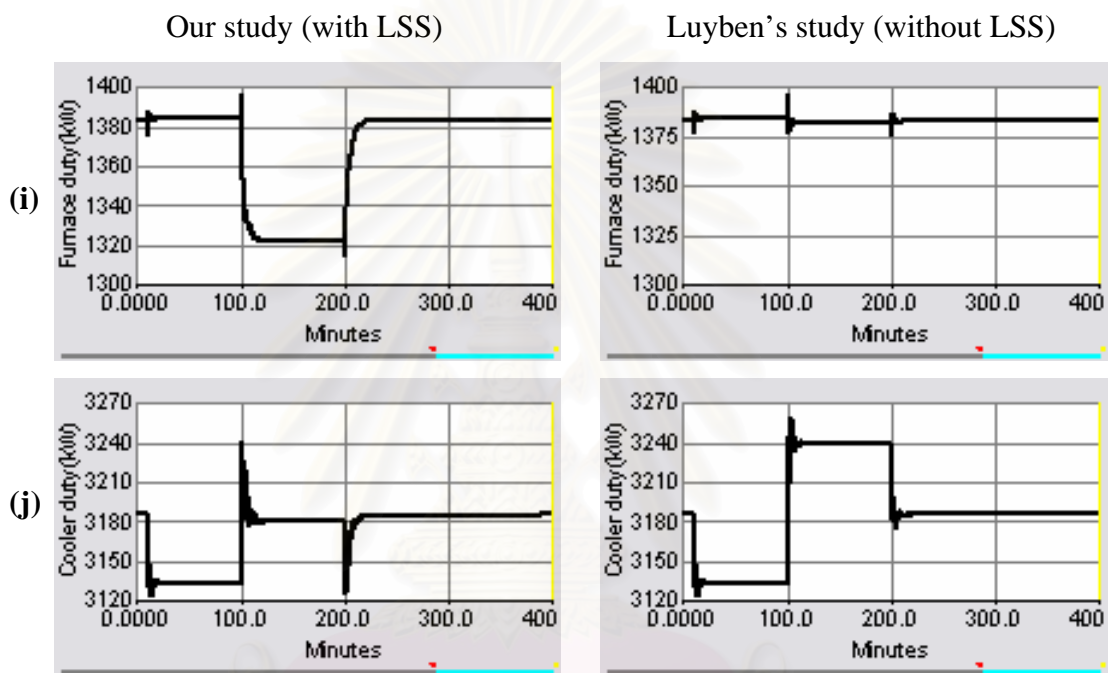 Our study (with LSS)
Luyben's study (without LSS)
(i)
Furnace duty(kW)
1400
1380
1360
1340
1320
1300
0.0000 100.0 200.0 300.0 400
Minutes
Furnace duty(kW)
1400
1375
1350
1325
1300
0.0000 100.0 200.0 300.0 400
Minutes
(j)
Cooler duty(kW)
3270
3240
3210
3180
3150
3120
0.0000 100.0 200.0 300.0 400
Minutes
Cooler duty(kW)
3270
3240
3210
3180
3150
3120
0.0000 100.0 200.0 300.0 400
Minutes